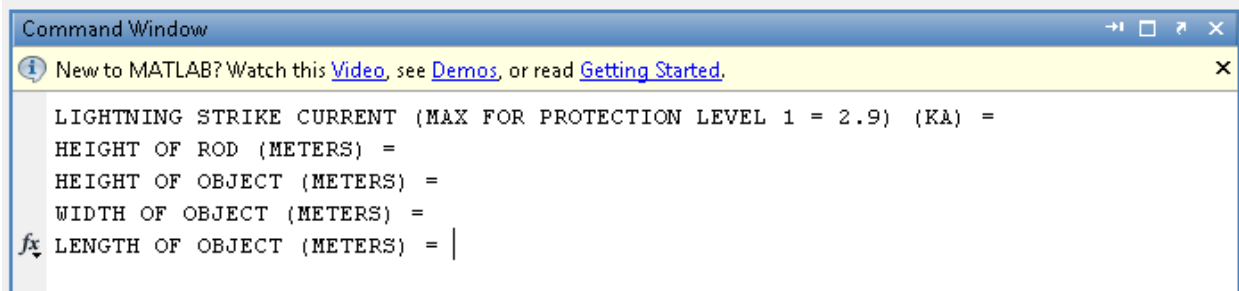 Command Window
New to MATLAB? Watch this Video, see Demos, or read Getting Started.
LIGHTNING STRIKE CURRENT (MAX FOR PROTECTION LEVEL 1 = 2.9) (KA) =
HEIGHT OF ROD (METERS) =
HEIGHT OF OBJECT (METERS) =
WIDTH OF OBJECT (METERS) =
fx LENGTH OF OBJECT (METERS) =